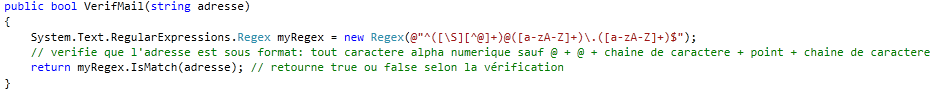 public bool VerifMail(string adresse)
{
System.Text.RegularExpressions.Regex myRegex = new Regex(@"^([\S][^@]+)@([a-zA-Z]+)\.([a-zA-Z]+)$");
// verifie que l'adresse est sous format: tout caractere alpha numerique sauf @ + @ + chaine de caractere + point + chaine de caractere
return myRegex.IsMatch(adresse); // retourne true ou false selon la vérification
}